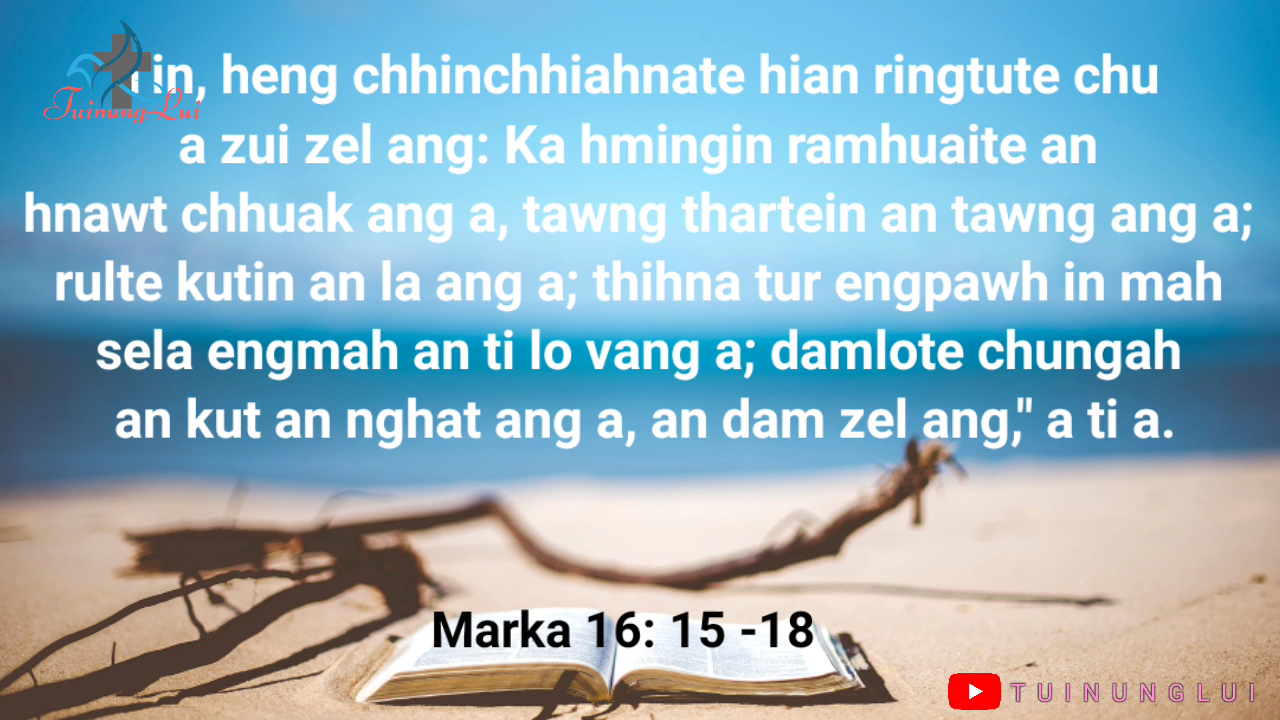 TuinungLui
in, heng chhinchhiahnate hian ringtute chu
a zui zel ang: Ka hmingin ramhuaite an
hnawt chhuak ang a, tawng thartein an tawng ang a;
rulte kutin an la ang a; thihna tur engpawh in mah
sela engmah an ti lo vang a; damlote chungah
an kut an nghat ang a, an dam zel ang," a ti a.
Marka 16: 15 -18
TUINUNGLUI